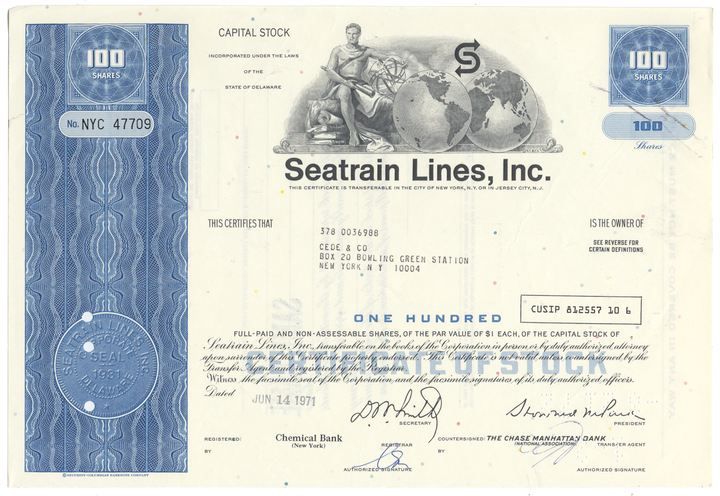 100
SHARES
No. NYC 47709
CAPITAL STOCK
INCORPORATED UNDER THE LAWS
OF THE
STATE OF DELAWARE
S
100
SHARES
100
Shares
Seatrain Lines, Inc.
THIS CERTIFICATE IS TRANSFERABLE IN THE CITY OF NEW YORK, N.Y. OR IN JERSEY CITY, N.J.
THIS CERTIFIES THAT
IS THE OWNER OF
SEE REVERSE FOR
CERTAIN DEFINITIONS
378 0036988
CEDE & CO
BOX 20 BOWLING GREEN STATION
NEW YORK N Y 10004
ONE HUNDRED
CUSIP 812557 10 6
FULL-PAID AND NON-ASSESSABLE SHARES, OF THE PAR VALUE OF $1 EACH, OF THE CAPITAL STOCK OF
Seatrain Lines, Inc., transferable on the books of the Corporation in person or by duly authorized attorney
upon surrender of this Certificate properly endorsed. This Certificate is not valid unless countersigned by the
Transfer Agent and registered by the Registrar.
Witness the facsimile seal of the Corporation and the facsimile signatures of its duly authorized officers.
OF STOCK
Dated JUN 14 1971
SEATRAIN LINES
SEAL
SECRETARY
PRESIDENT
REGISTERED: Chemical Bank
(New York)
REGISTRAR
BY
AUTHORIZED SIGNATURE
COUNTERSIGNED: THE CHASE MANHATTAN BANK
(NATIONAL ASSOCIATION)
TRANSFER AGENT
BY
AUTHORIZED SIGNATURE
© SECURITY-COLUMBIAN BANKNOTE COMPANY